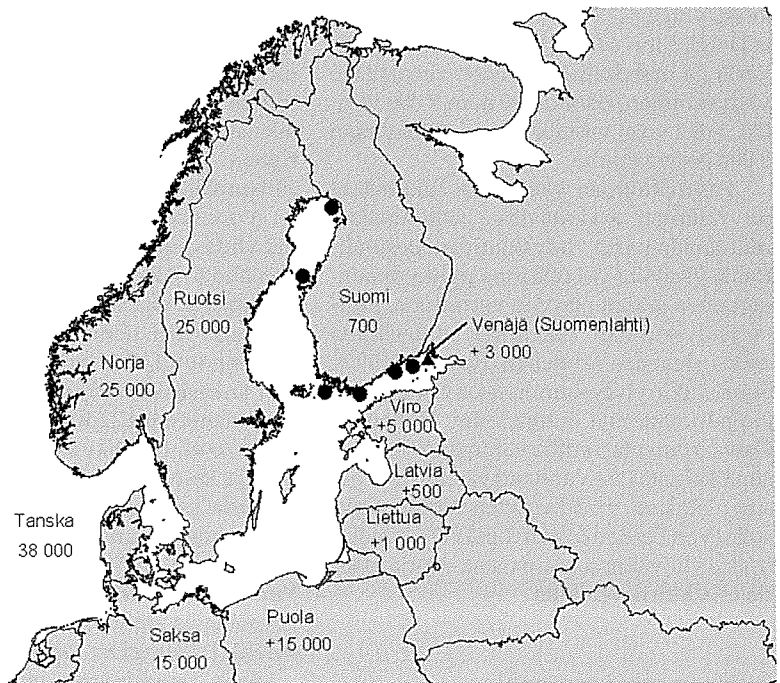 Ruotsi
25 000
Suomi
700
Venäjä (Suomenlahti)
+ 3 000
Norja
25 000
Viro
+5 000
Latvia
+500
Liettua
+1 000
Tanska
38 000
Puola
+15 000
Saksa
15 000